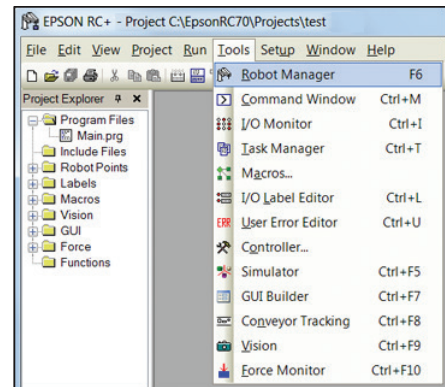 EPSON RC+ - Project C:\EpsonRC70\Projects\test
File Edit View Project Run Tools Setup Window Help
Project Explorer
Program Files
Main.prg
Include Files
Robot Points
Labels
Macros
Vision
GUI
Force
Functions
Robot Manager F6
Command Window Ctrl+M
I/O Monitor Ctrl+I
Task Manager Ctrl+T
Macros...
I/O Label Editor Ctrl+L
ERR User Error Editor Ctrl+U
Controller...
Simulator Ctrl+F5
GUI Builder Ctrl+F7
Conveyor Tracking Ctrl+F8
Vision Ctrl+F9
Force Monitor Ctrl+F10